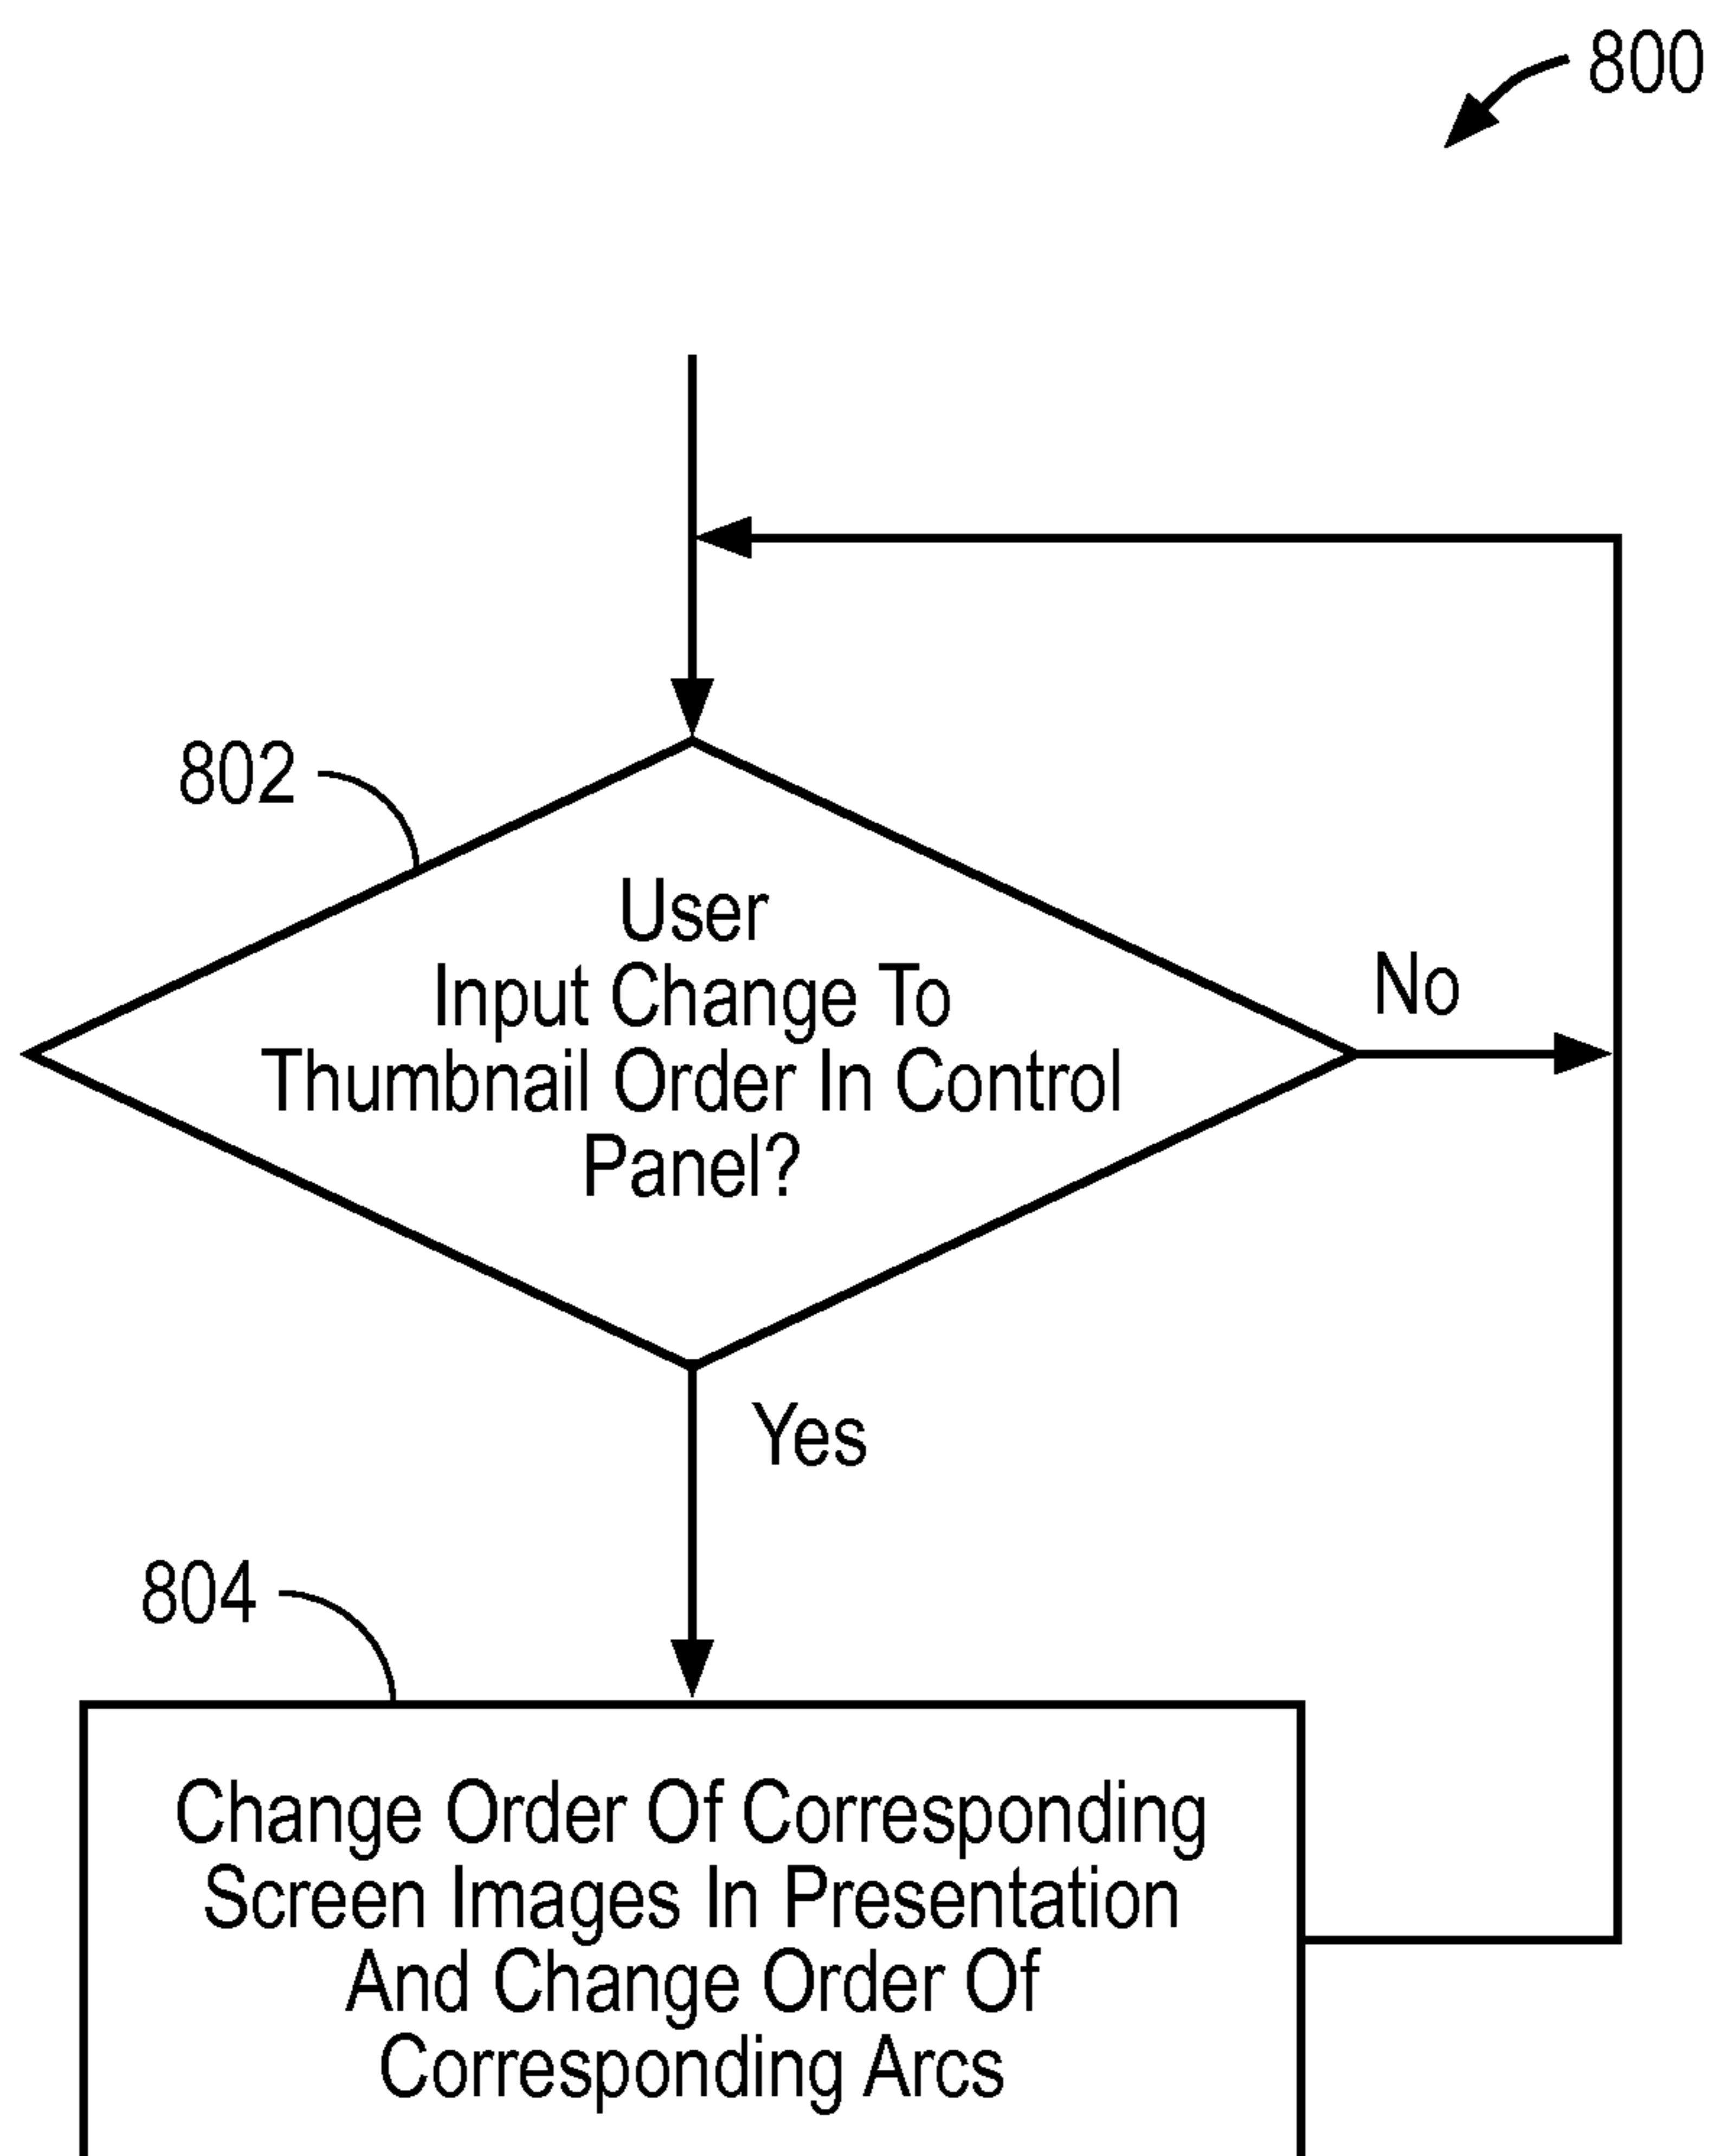 800
802
User
Input Change To
Thumbnail Order In Control
Panel?
No
Yes
804
Change Order Of Corresponding
Screen Images In Presentation
And Change Order Of
Corresponding Arcs